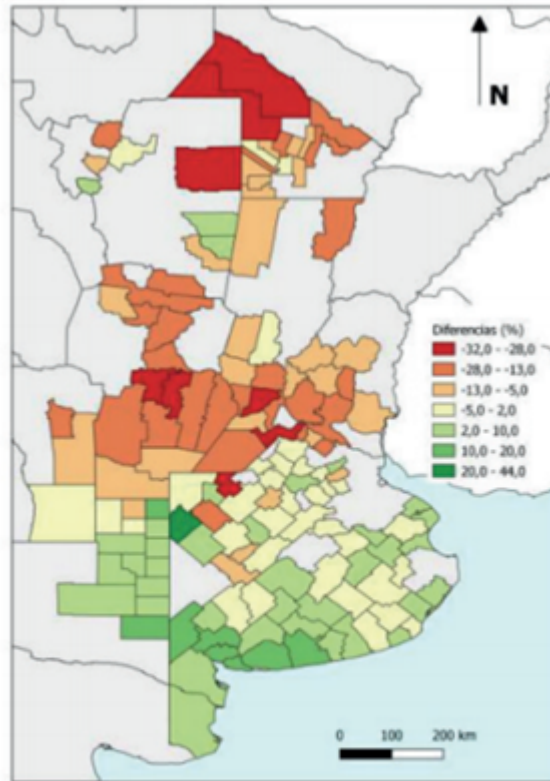 N
Diferencias (%)
-32,0 - -28,0
-28,0 - -13,0
-13,0 - -5,0
-5,0 - 2,0
2,0 - 10,0
10,0 - 20,0
20,0 - 44,0
0 100 200 km